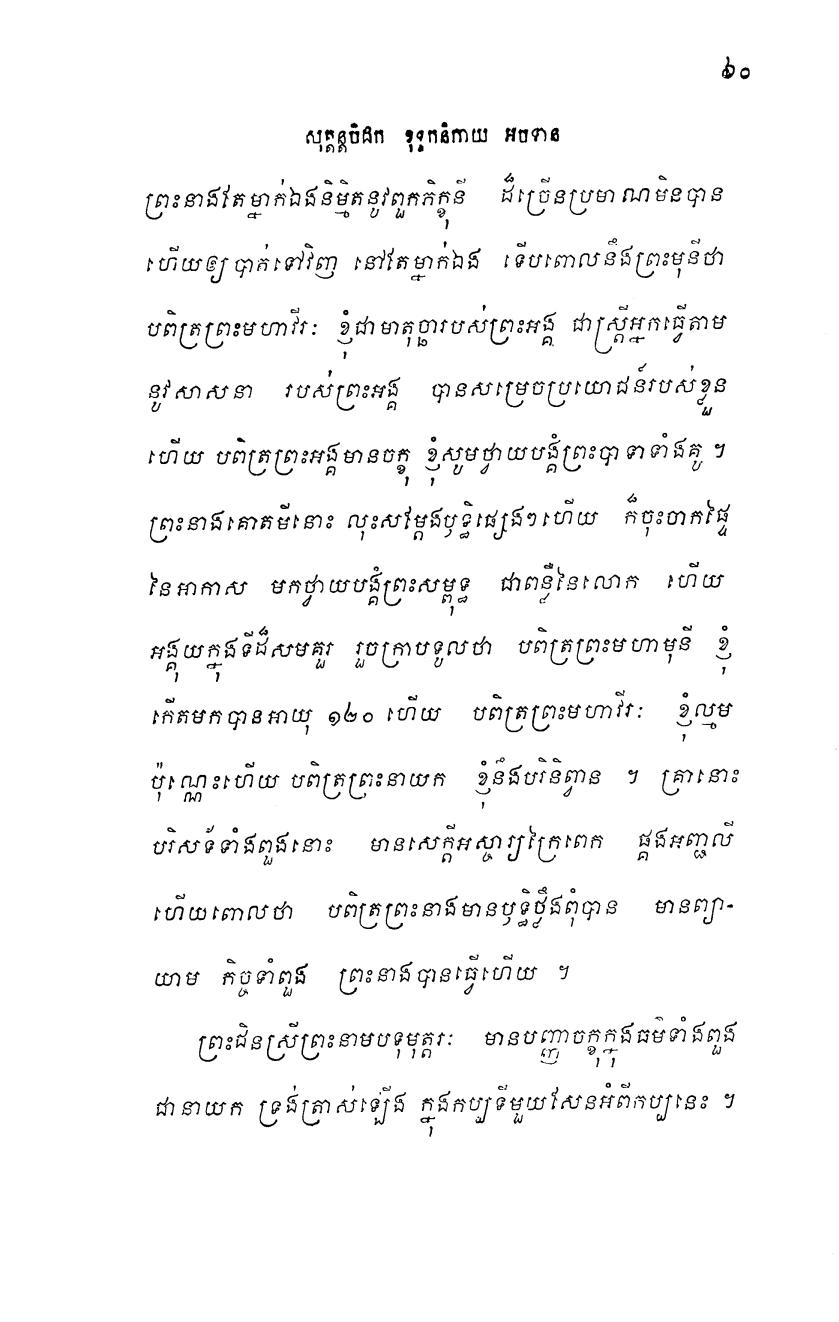 ៦០
សុត្តន្តបិដក ខុទ្ទកនិកាយ អបទាន
ព្រះនាងតែម្នាក់ឯងនិម្មិតនូវពួកភិក្ខុនី ដ៏ច្រើនប្រមាណមិនបាន
ហើយឲ្យបាក់ទៅវិញ នៅតែម្នាក់ឯង ទើបពោលនឹងព្រះមុនីថា
បពិត្រព្រះមហាវីរៈ ខ្ញុំជាមាតុច្ឆារបស់ព្រះអង្គ ជាស្ត្រីអ្នកធ្វើតាម
នូវសាសនា របស់ព្រះអង្គ បានសម្រេចប្រយោជន៍របស់ខ្លួន
ហើយ បពិត្រព្រះអង្គមានចក្ខុ ខ្ញុំសូមថ្វាយបង្គំព្រះបាទាទាំងគូ ។
ព្រះនាងគោតមីនោះ លុះសម្ដែងឫទ្ធិផ្សេងៗហើយ ក៏ចុះចាកផ្ទៃ
នៃអាកាស មកថ្វាយបង្គំព្រះសម្ពុទ្ធ ជាពន្លឺនៃលោក ហើយ
អង្គុយក្នុងទីដ៏សមគួរ រួចក្រាបទូលថា បពិត្រព្រះមហាមុនី ខ្ញុំ
កើតមកបានអាយុ ១២០ ហើយ បពិត្រព្រះមហាវីរៈ ខ្ញុំល្មម
ប៉ុណ្ណេះហើយ បពិត្រព្រះនាយក ខ្ញុំនឹងបរិនិព្វាន ។ គ្រានោះ
បរិសទ័ទាំងពួងនោះ មានសេក្ដីអស្ចារ្យក្រៃពេក ផ្គងអញ្ជលី
ហើយពោលថា បពិត្រព្រះនាងមានឫទ្ធិថ្លឹងពុំបាន មានព្យា-
យាម កិច្ចទាំពួង ព្រះនាងបានធ្វើហើយ ។
ព្រះជិនស្រីព្រះនាមបទុមុត្តរៈ មានបញ្ញាចក្ខុក្នុងធម៌ទាំងពួង
ជានាយក ទ្រង់ត្រាស់ឡើង ក្នុងកប្បទីមួយសែនអំពីកប្បនេះ ។